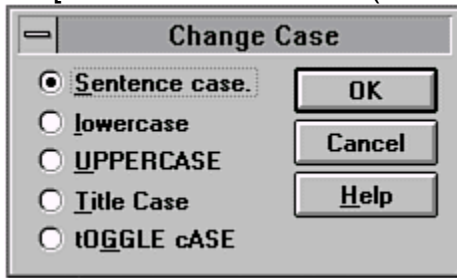 Change Case
Sentence case.
lowercase
UPPERCASE
Title Case
tOGGLE cASE
OK
Cancel
Help